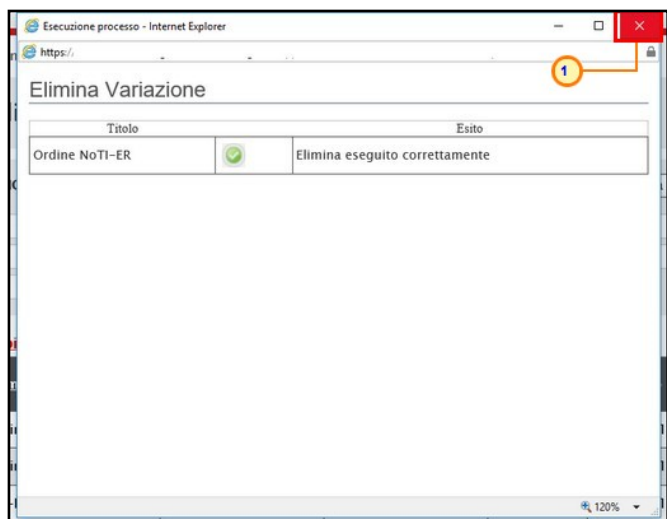 Esecuzione processo - Internet Explorer
https:/
1
Elimina Variazione
Titolo Esito
Ordine NoTI-ER Elimina eseguito correttamente
120%